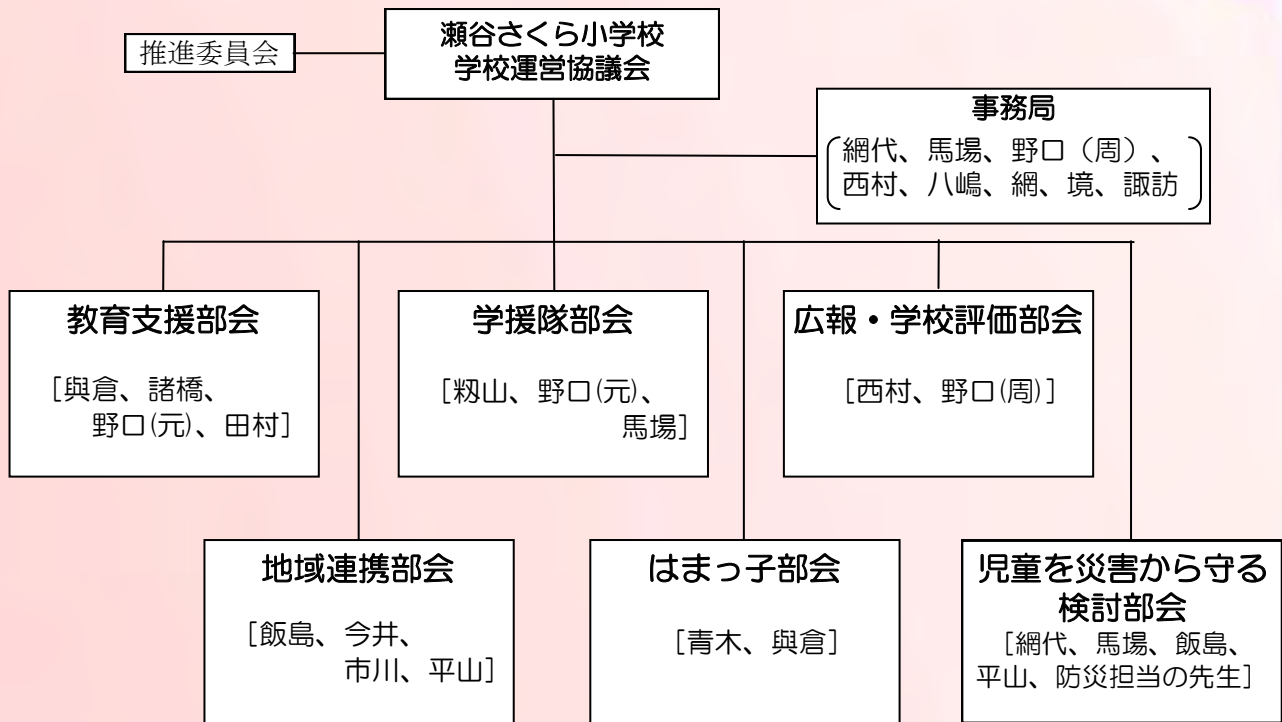 推進委員会
瀬谷さくら小学校
学校運営協議会
事務局
網代、馬場、野口（周）、
西村、八嶋、網、境、諏訪
教育支援部会
[與倉、諸橋、
野口(元)、田村]
学援隊部会
[籾山、野口(元)、
馬場]
広報・学校評価部会
[西村、野口(周)]
地域連携部会
[飯島、今井、
市川、平山]
はまっ子部会
[青木、與倉]
児童を災害から守る
検討部会
[網代、馬場、飯島、
平山、防災担当の先生]